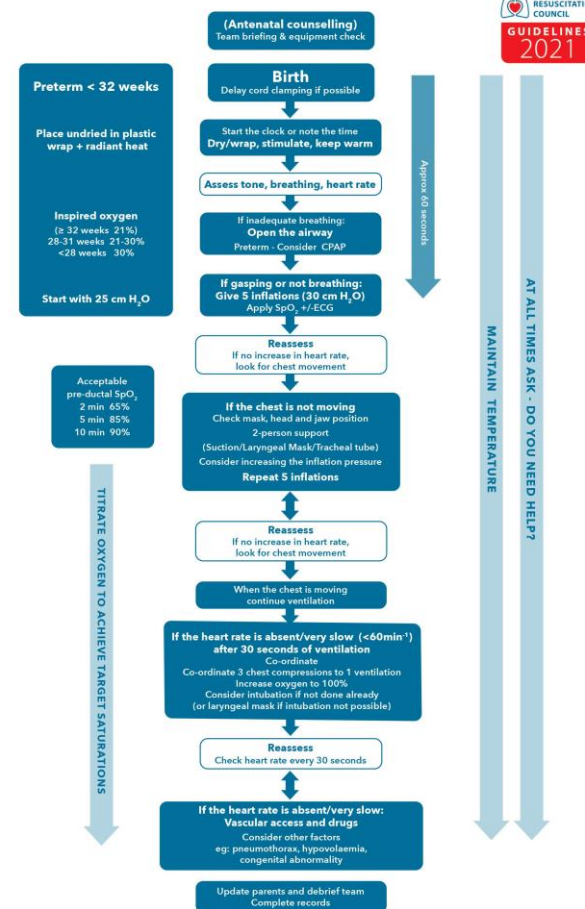 RESUSCITATI
COUNCIL
GUIDELINES
2021
(Antenatal counselling)
Team briefing & equipment check
Preterm < 32 weeks
Place undried in plastic
wrap + radiant heat
Inspired oxygen
(≥ 32 weeks 21%)
28-31 weeks 21-30%
<28 weeks 30%
Start with 25 cm H₂O
Birth
Delay cord clamping if possible
Start the clock or note the time
Dry/wrap, stimulate, keep warm
Assess tone, breathing, heart rate
If inadequate breathing:
Open the airway
Preterm - Consider CPAP
If gasping or not breathing:
Give 5 inflations (30 cm H₂O)
Apply SpO₂ +/-ECG
Approx 60 seconds
Reassess
If no increase in heart rate,
look for chest movement
Acceptable
pre-ductal SpO₂
2 min 65%
5 min 85%
10 min 90%
If the chest is not moving
Check mask, head and jaw position
2-person support
(Suction/Laryngeal Mask/Tracheal tube)
Consider increasing the inflation pressure
Repeat 5 inflations
Reassess
If no increase in heart rate,
look for chest movement
When the chest is moving
continue ventilation
If the heart rate is absent/very slow (<60min⁻¹)
after 30 seconds of ventilation
Co-ordinate
Co-ordinate 3 chest compressions to 1 ventilation
Increase oxygen to 100%
Consider intubation if not done already
(or laryngeal mask if intubation not possible)
Reassess
Check heart rate every 30 seconds
If the heart rate is absent/very slow:
Vascular access and drugs
Consider other factors
eg: pneumothorax, hypovolaemia,
congenital abnormality
Update parents and debrief team
Complete records
TITRATE OXYGEN TO ACHIEVE TARGET SATURATIONS
MAINTAIN TEMPERATURE
AT ALL TIMES ASK - DO YOU NEED HELP?